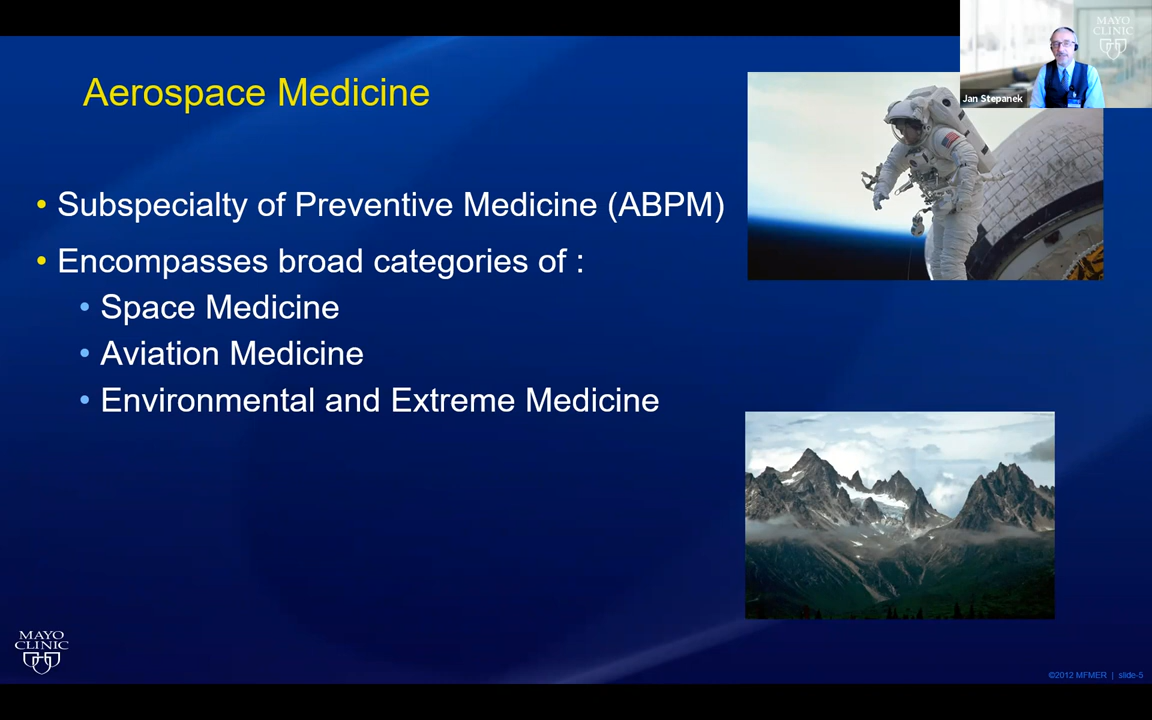 MAYO
CLINIC
Jan Stepanek
Aerospace Medicine
• Subspecialty of Preventive Medicine (ABPM)
• Encompasses broad categories of :
• Space Medicine
• Aviation Medicine
• Environmental and Extreme Medicine
MAYO
CLINIC
©2012 MFMER | slide-5